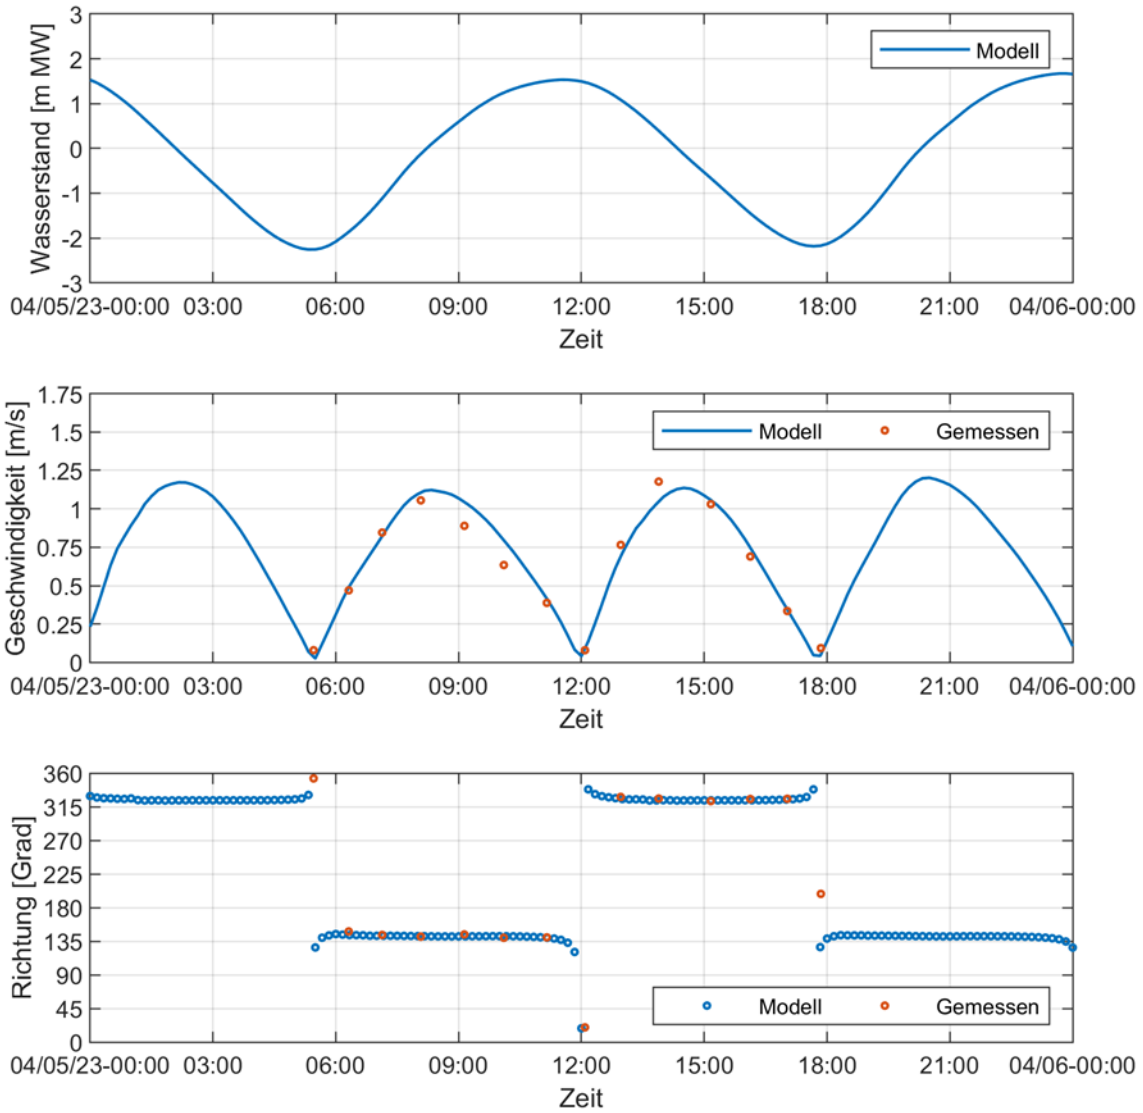 3
2
1
0
-1
-2
-3
Wasserstand [m MW]
Modell
04/05/23-00:00 03:00 06:00 09:00 12:00 15:00 18:00 21:00 04/06-00:00
Zeit
1.75
1.5
1.25
1
0.75
0.5
0.25
0
Geschwindigkeit [m/s]
Modell Gemessen
04/05/23-00:00 03:00 06:00 09:00 12:00 15:00 18:00 21:00 04/06-00:00
Zeit
360
315
270
225
180
135
90
45
0
Richtung [Grad]
Modell Gemessen
04/05/23-00:00 03:00 06:00 09:00 12:00 15:00 18:00 21:00 04/06-00:00
Zeit